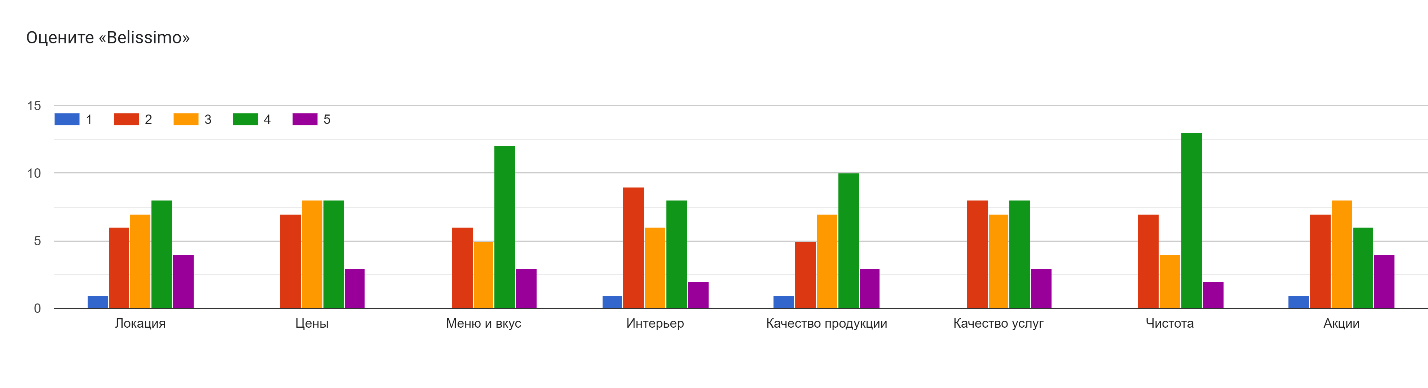 Оцените «Belissimo»
15
1 2 3 4 5
10
5
0
Локация Цены Меню и вкус Интерьер Качество продукции Качество услуг Чистота Акции